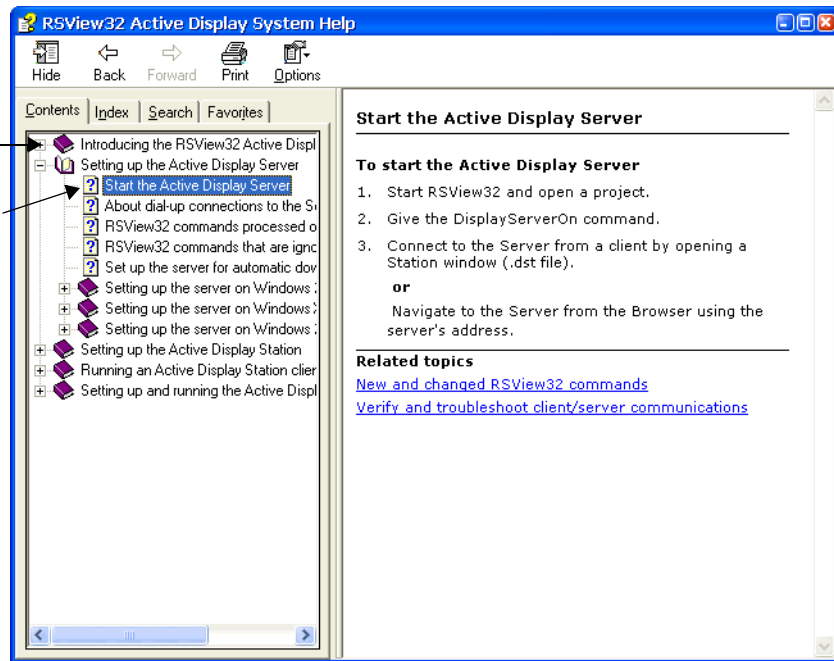 RSView32 Active Display System Help
Hide Back Forward Print Options
Contents Index Search Favorites
Introducing the RSView32 Active Displ
Setting up the Active Display Server
Start the Active Display Server
About dial-up connections to the S
RSView32 commands processed o
RSView32 commands that are ignc
Set up the server for automatic dov
Setting up the server on Windows
Setting up the server on Windows
Setting up the server on Windows
Setting up the Active Display Station
Running an Active Display Station clier
Setting up and running the Active Displ
Start the Active Display Server
To start the Active Display Server
1. Start RSView32 and open a project.
2. Give the DisplayServerOn command.
3. Connect to the Server from a client by opening a
Station window (.dst file).
or
Navigate to the Server from the Browser using the
server's address.
Related topics
New and changed RSView32 commands
Verify and troubleshoot client/server communications